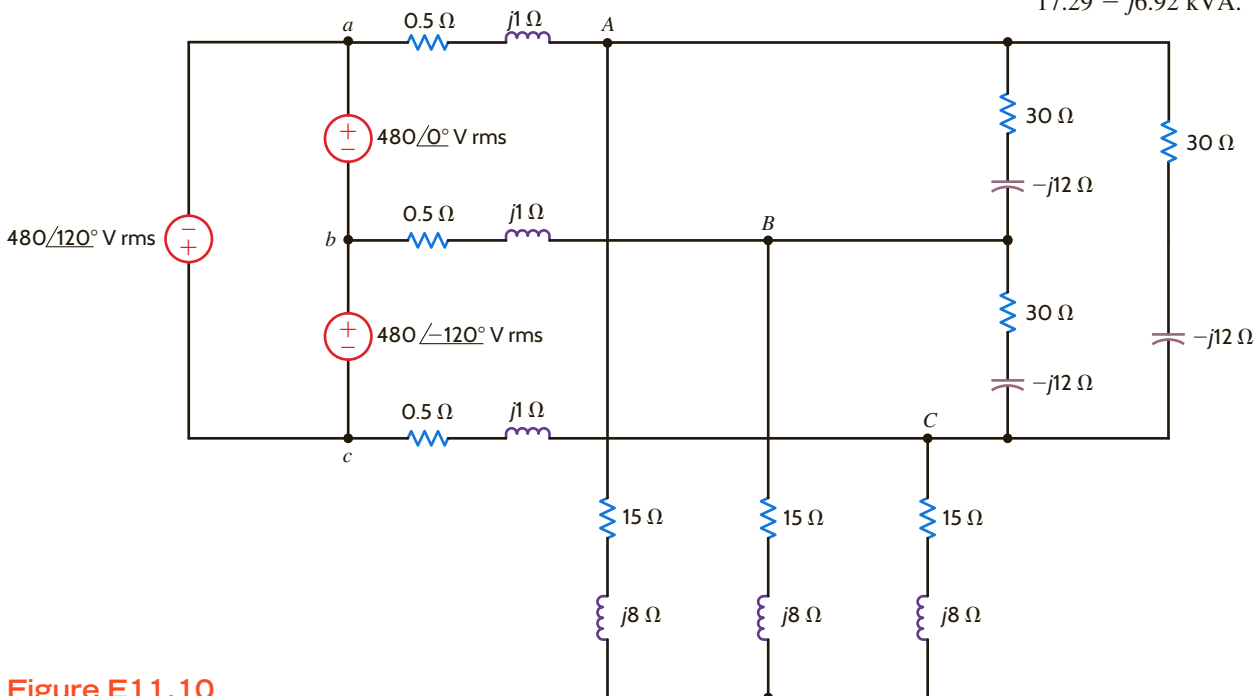 17.29 − j6.92 kVA.
0.5 Ω
j1 Ω
a
A
30 Ω
30 Ω
480/0° V rms
−j12 Ω
480/120° V rms
b
0.5 Ω
j1 Ω
B
30 Ω
480/−120° V rms
−j12 Ω
−j12 Ω
0.5 Ω
j1 Ω
c
C
15 Ω
15 Ω
15 Ω
j8 Ω
j8 Ω
j8 Ω
Figure E11.10